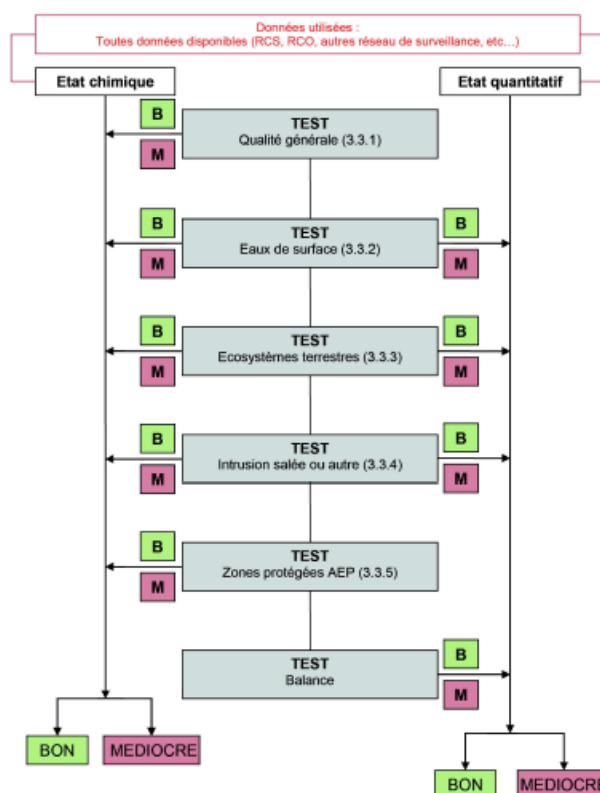 Données utilisées :
Toutes données disponibles (RCS, RCO, autres réseau de surveillance, etc...)
Etat chimique
Etat quantitatif
B
M
TEST
Qualité générale (3.3.1)
B
M
TEST
Eaux de surface (3.3.2)
B
M
B
M
TEST
Ecosystèmes terrestres (3.3.3)
B
M
B
M
TEST
Intrusion salée ou autre (3.3.4)
B
M
B
M
TEST
Zones protégées AEP (3.3.5)
TEST
Balance
B
M
BON
MEDIOCRE
BON
MEDIOCRE